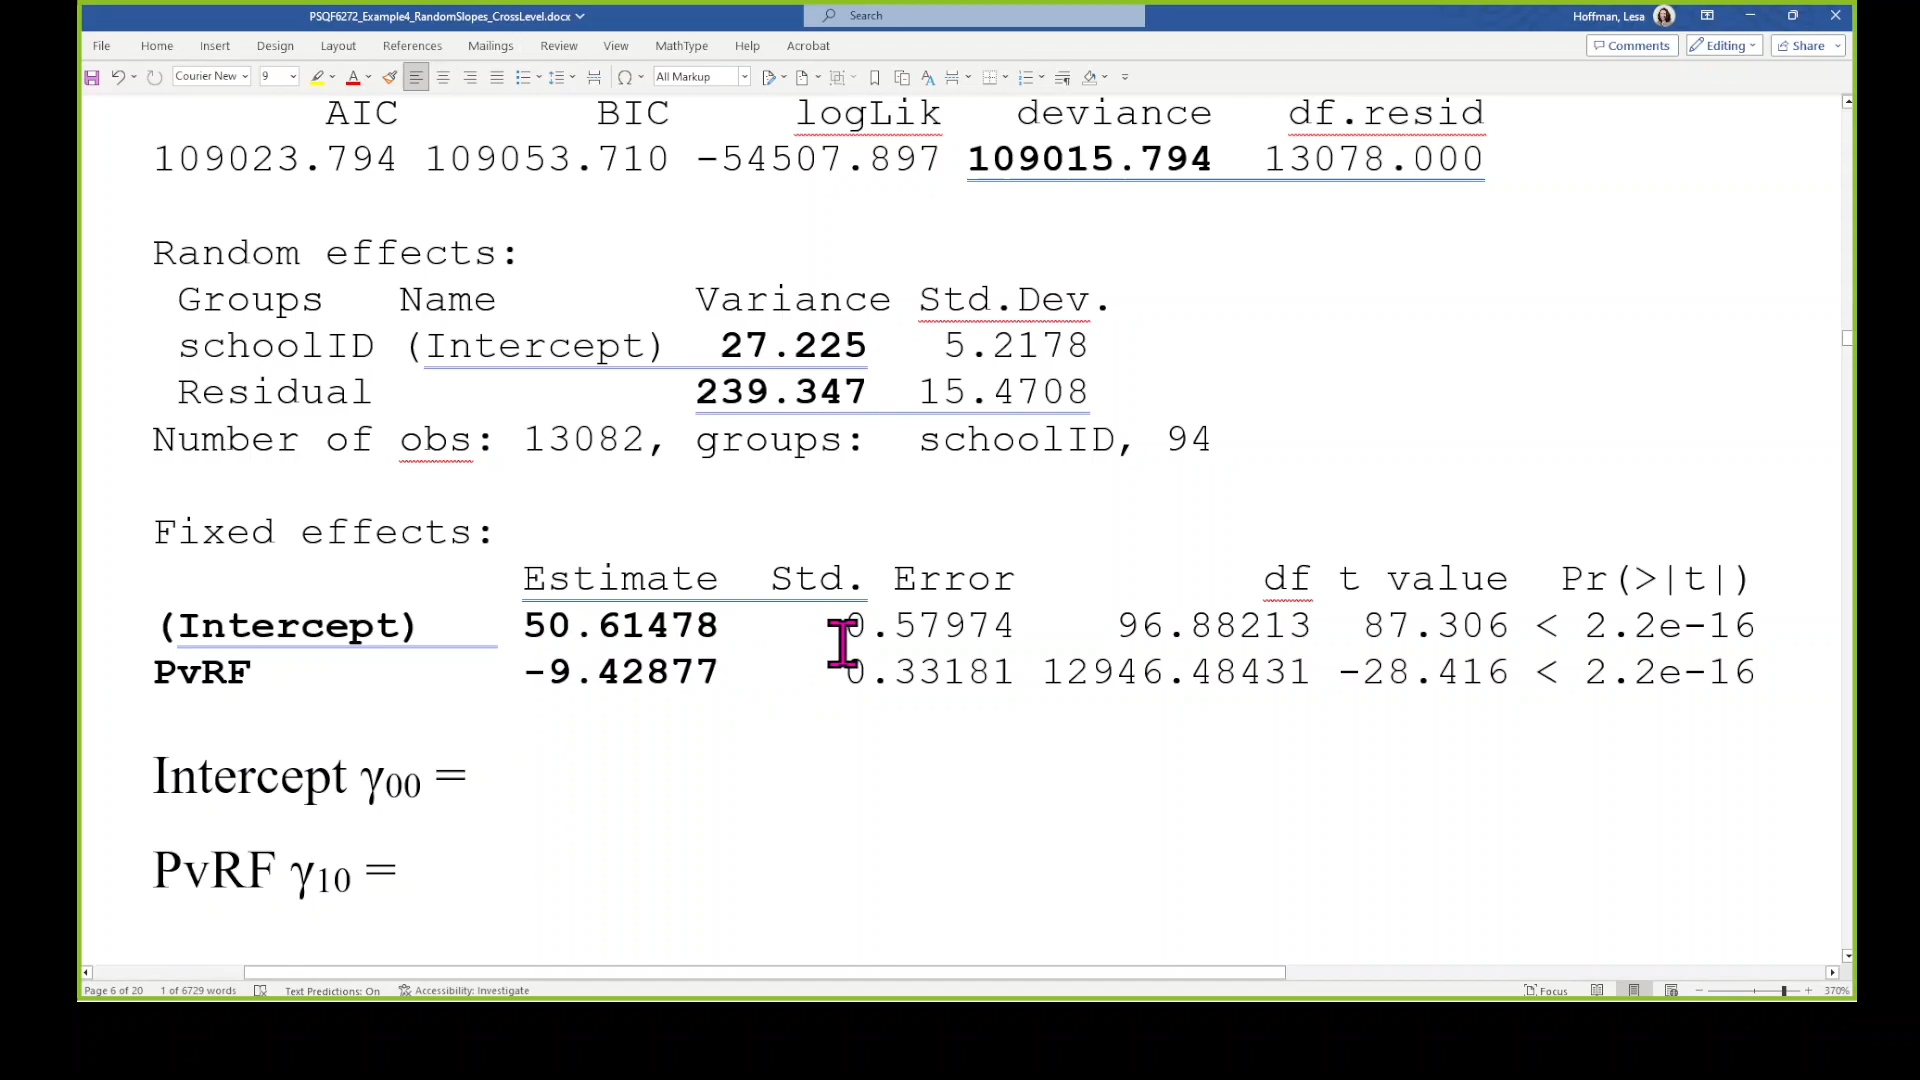 PSQF6272_Example4_RandomSlopes_CrossLevel.docx
Search
Hoffman, Lesa
File Home Insert Design Layout References Mailings Review View MathType Help Acrobat
Comments Editing Share
Courier New 9 All Markup
AIC BIC logLik deviance df.resid
109023.794 109053.710 -54507.897 109015.794 13078.000
Random effects:
Groups Name Variance Std.Dev.
schoolID (Intercept) 27.225 5.2178
Residual 239.347 15.4708
Number of obs: 13082, groups: schoolID, 94
Fixed effects:
Estimate Std. Error df t value Pr(>|t|)
(Intercept) 50.61478 0.57974 96.88213 87.306 < 2.2e-16
PvRF -9.42877 0.33181 12946.48431 -28.416 < 2.2e-16
Intercept γ00 =
PvRF γ10 =
Page 6 of 20 1 of 6729 words Text Predictions: On Accessibility: Investigate Focus 370%